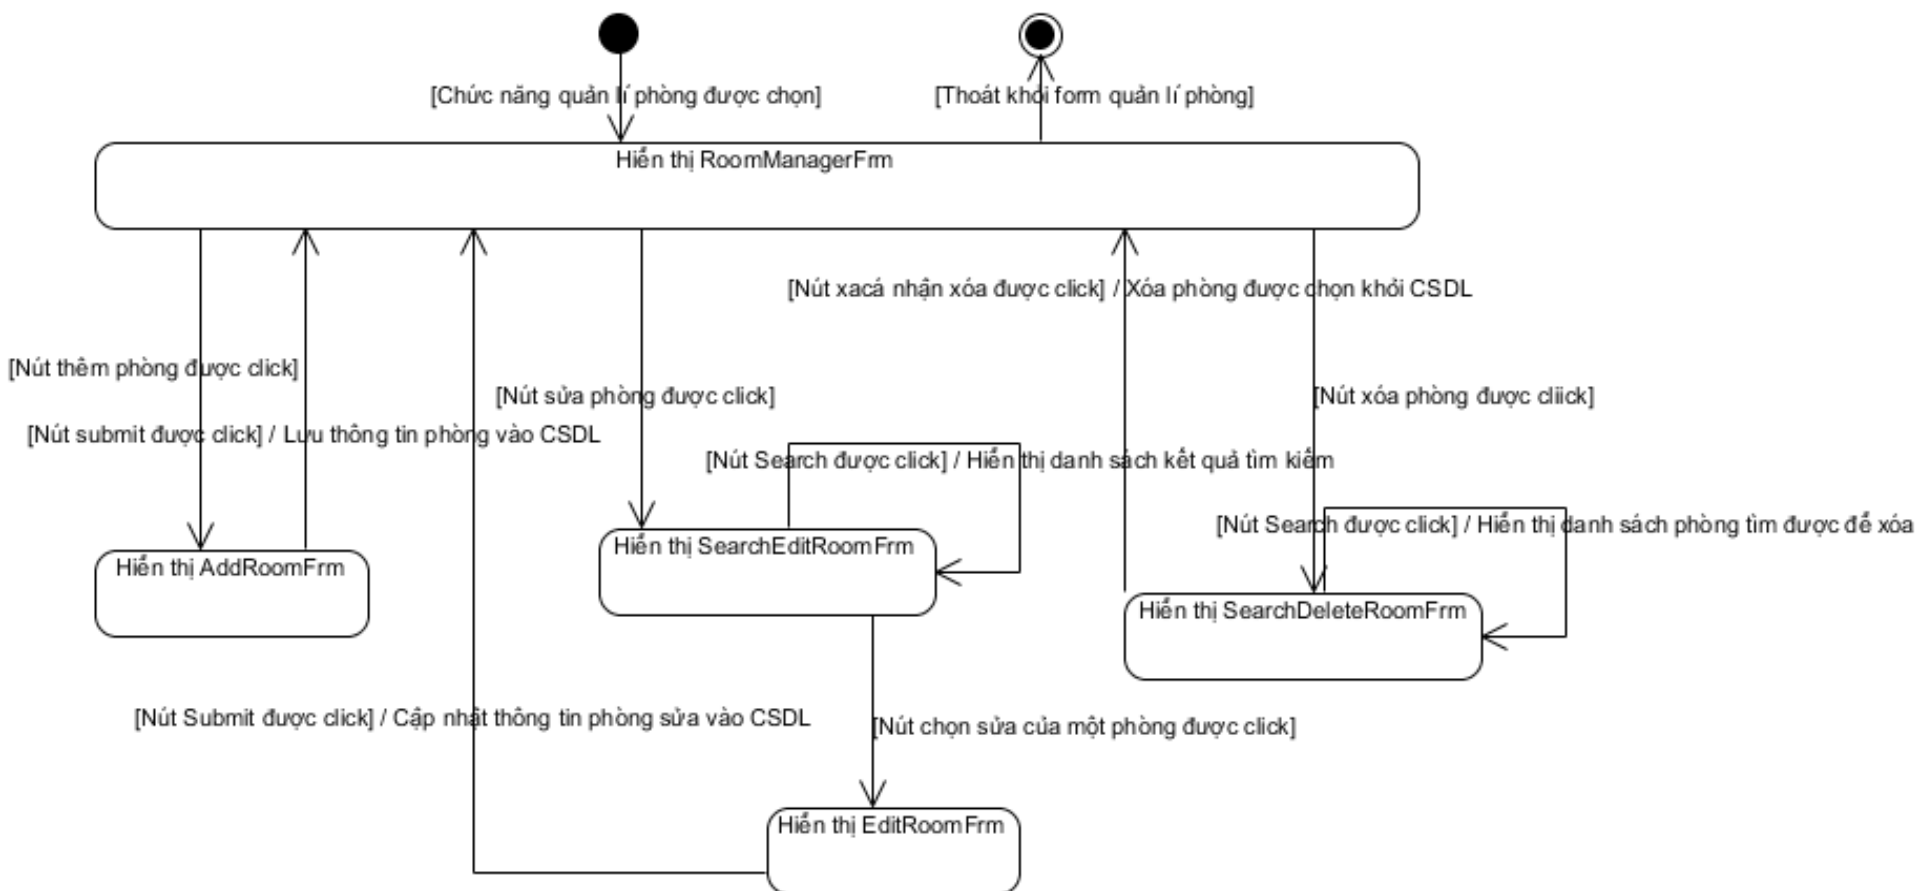 [Chức năng quản lí phòng được chọn]
[Thoát khỏi form quản lí phòng]
Hiển thị RoomManagerFrm
[Nút xacá nhận xóa được click] / Xóa phòng được chọn khỏi CSDL
[Nút thêm phòng được click]
[Nút sửa phòng được click]
[Nút xóa phòng được cliick]
[Nút submit được click] / Lưu thông tin phòng vào CSDL
[Nút Search được click] / Hiển thị danh sách kết quả tìm kiếm
[Nút Search được click] / Hiển thị danh sách phòng tìm được để xóa
Hiển thị SearchEditRoomFrm
Hiển thị AddRoomFrm
Hiển thị SearchDeleteRoomFrm
[Nút Submit được click] / Cập nhật thông tin phòng sửa vào CSDL
[Nút chọn sửa của một phòng được click]
Hiển thị EditRoomFrm